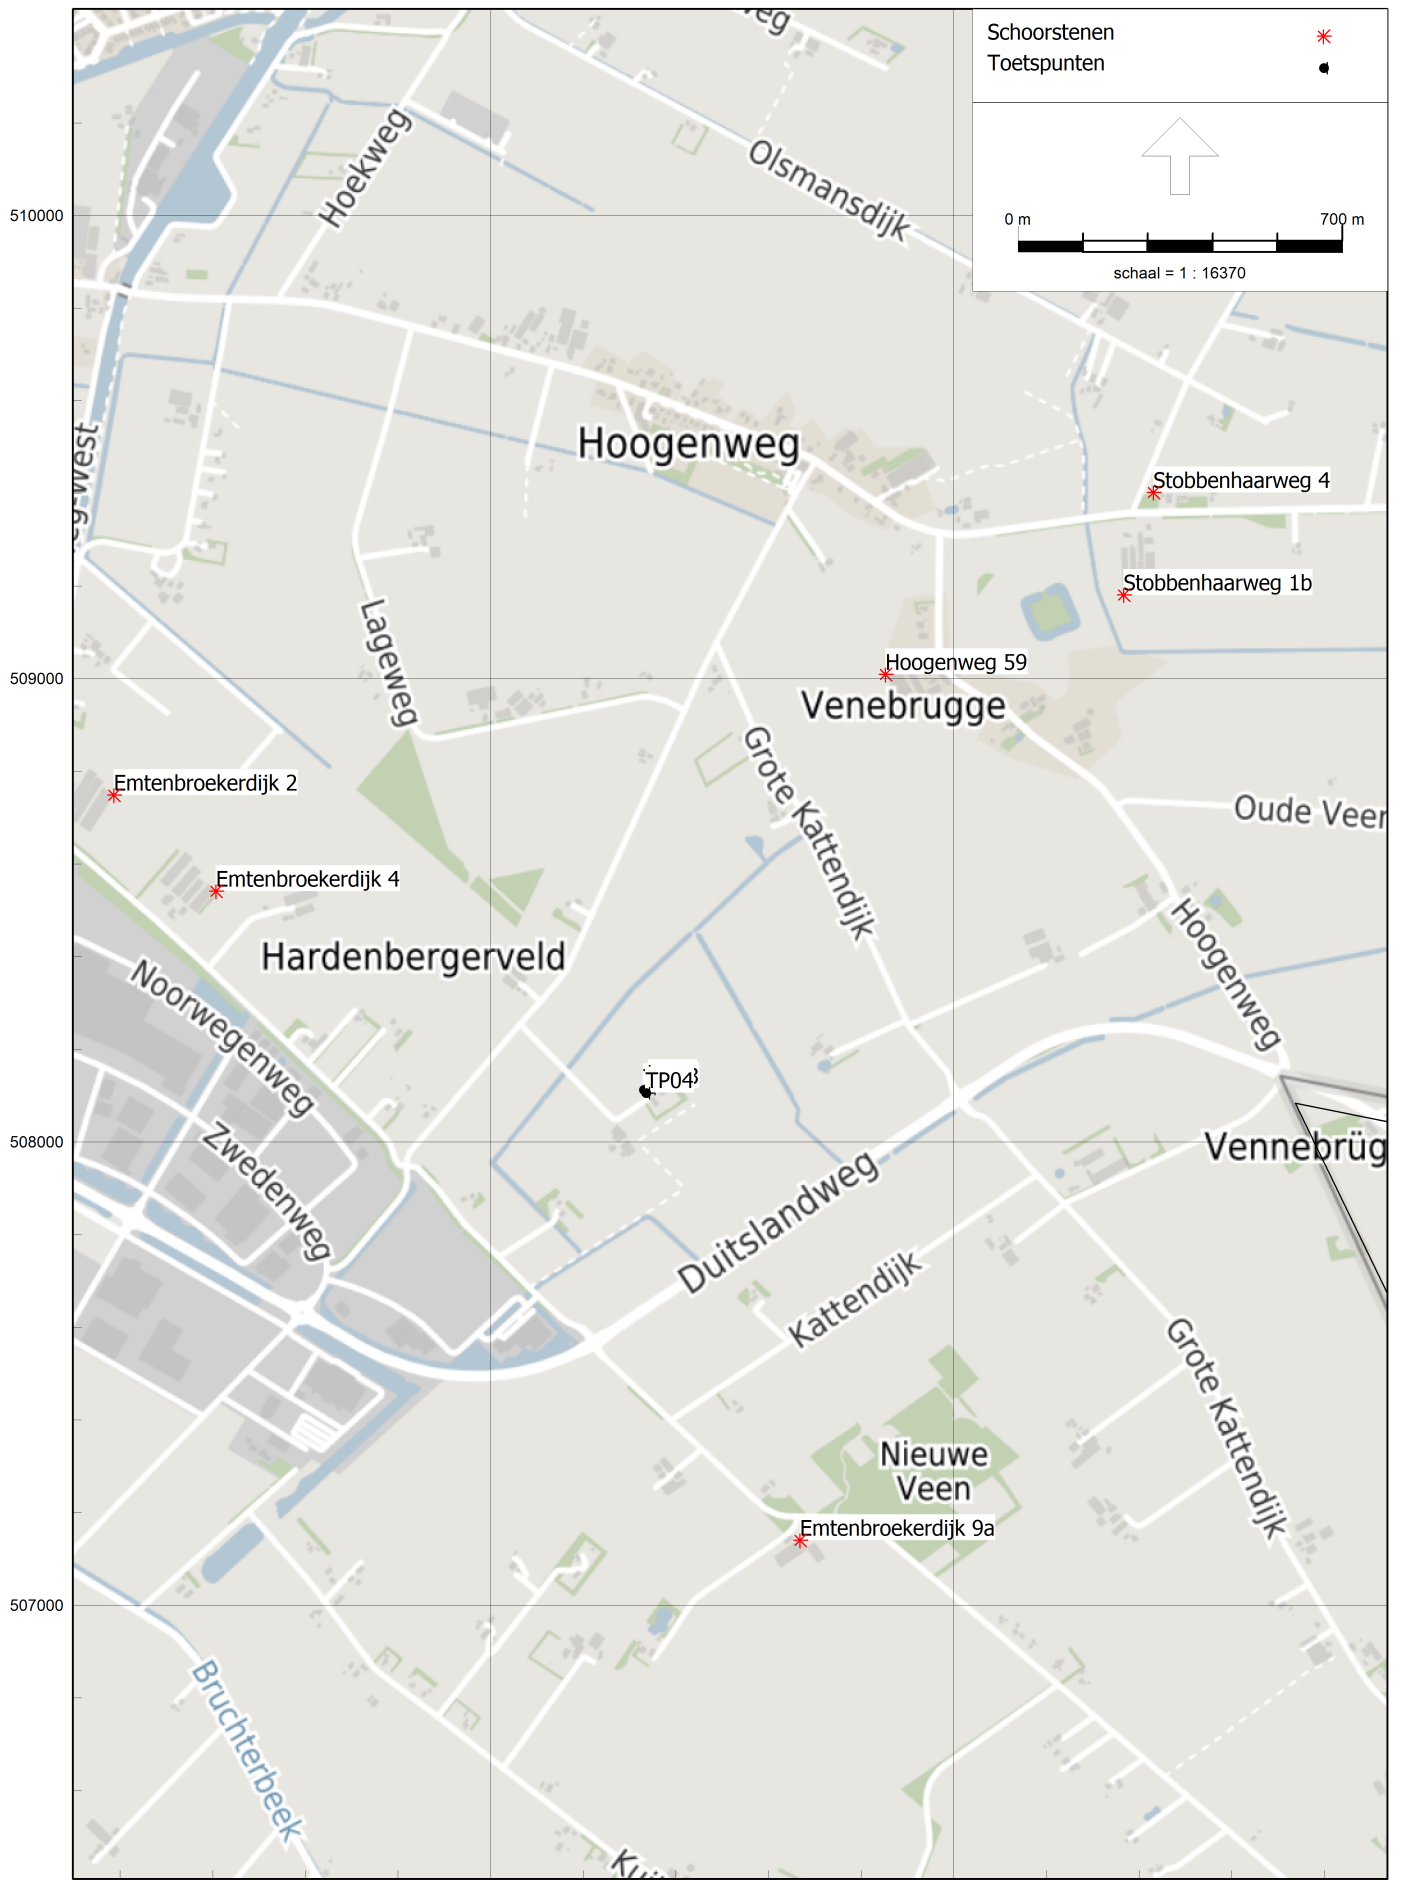 Schoorstenen
Toetspunten
0 m 700 m
schaal = 1 : 16370
510000
509000
508000
507000
Hoekweg
Olsmansdijk
Hoogenweg
Stobbenhaarweg 4
Stobbenhaarweg 1b
Lageweg
Hoogenweg 59
Venebrugge
Grote Kattendijk
Emtenbroekerdijk 2
Oude Veer
Emtenbroekerdijk 4
Hoogenweg
Hardenbergerveld
Noorwegenweg
TP04
Zwedenweg
Vennebrüg
Duitslandweg
Kattendijk
Grote Kattendijk
Nieuwe
Veen
Emtenbroekerdijk 9a
Bruchterbeek